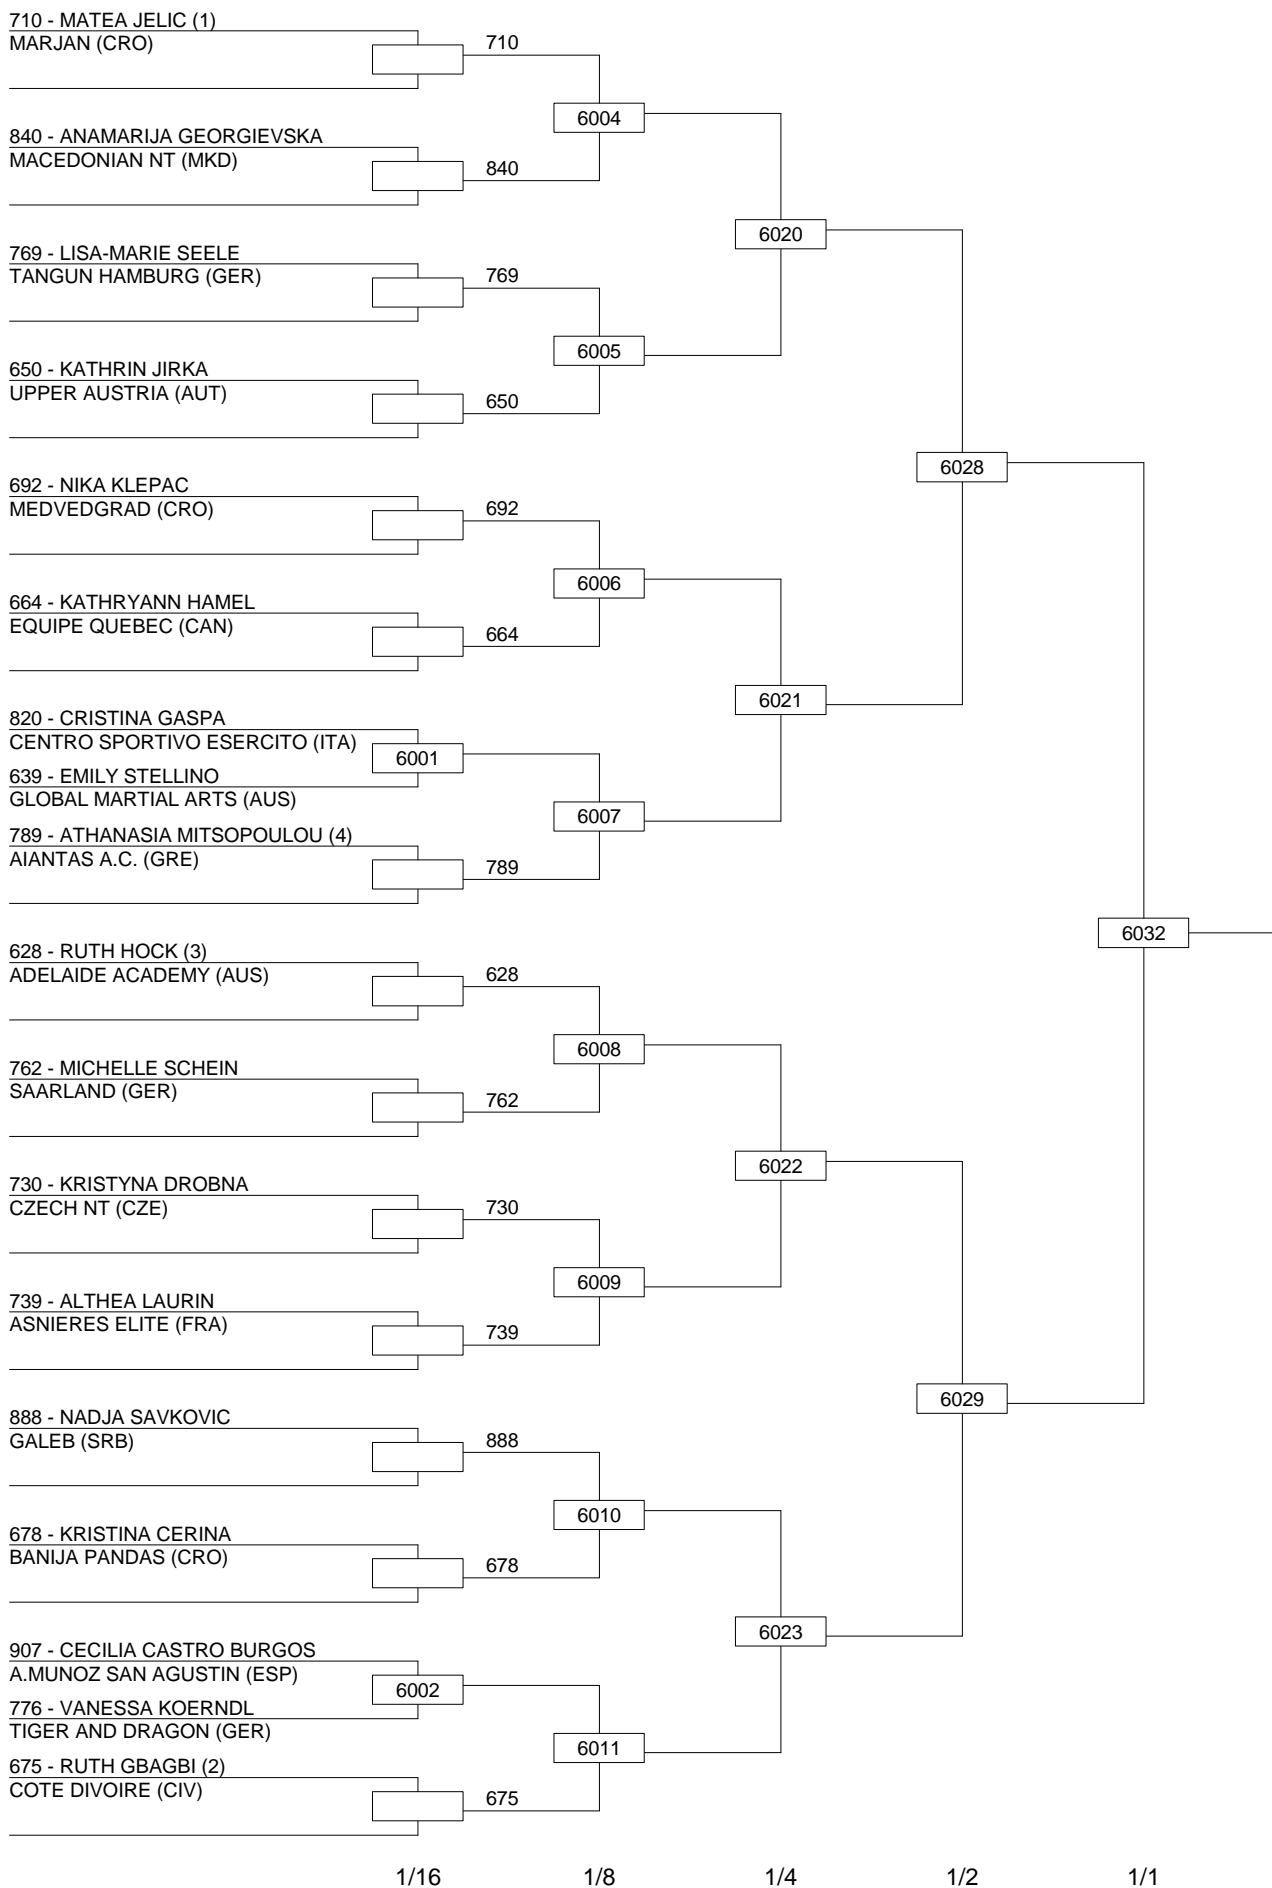 710 - MATEA JELIC (1)
MARJAN (CRO)
710
6004
840 - ANAMARIJA GEORGIEVSKA
MACEDONIAN NT (MKD)
840
6020
769 - LISA-MARIE SEELE
TANGUN HAMBURG (GER)
769
6005
650 - KATHRIN JIRKA
UPPER AUSTRIA (AUT)
650
6028
692 - NIKA KLEPAC
MEDVEDGRAD (CRO)
692
6006
664 - KATHRYANN HAMEL
EQUIPE QUEBEC (CAN)
664
6021
820 - CRISTINA GASPA
CENTRO SPORTIVO ESERCITO (ITA)
6001
639 - EMILY STELLINO
GLOBAL MARTIAL ARTS (AUS)
6007
789 - ATHANASIA MITSOPOULOU (4)
AIANTAS A.C. (GRE)
789
6032
628 - RUTH HOCK (3)
ADELAIDE ACADEMY (AUS)
628
6008
762 - MICHELLE SCHEIN
SAARLAND (GER)
762
6022
730 - KRISTYNA DROBNA
CZECH NT (CZE)
730
6009
739 - ALTHEA LAURIN
ASNIERES ELITE (FRA)
739
6029
888 - NADJA SAVKOVIC
GALEB (SRB)
888
6010
678 - KRISTINA CERINA
BANIJA PANDAS (CRO)
678
6023
907 - CECILIA CASTRO BURGOS
A.MUNOZ SAN AGUSTIN (ESP)
6002
776 - VANESSA KOERNDL
TIGER AND DRAGON (GER)
6011
675 - RUTH GBAGBI (2)
COTE DIVOIRE (CIV)
675
1/16 1/8 1/4 1/2 1/1